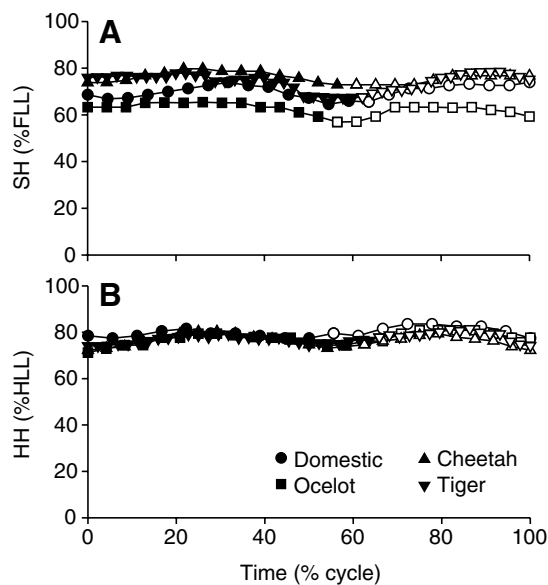 A
100
80
60
40
20
0
SH (%FLL)
B
100
80
60
40
20
0
HH (%HLL)
Domestic
Cheetah
Ocelot
Tiger
0 20 40 60 80 100
Time (% cycle)